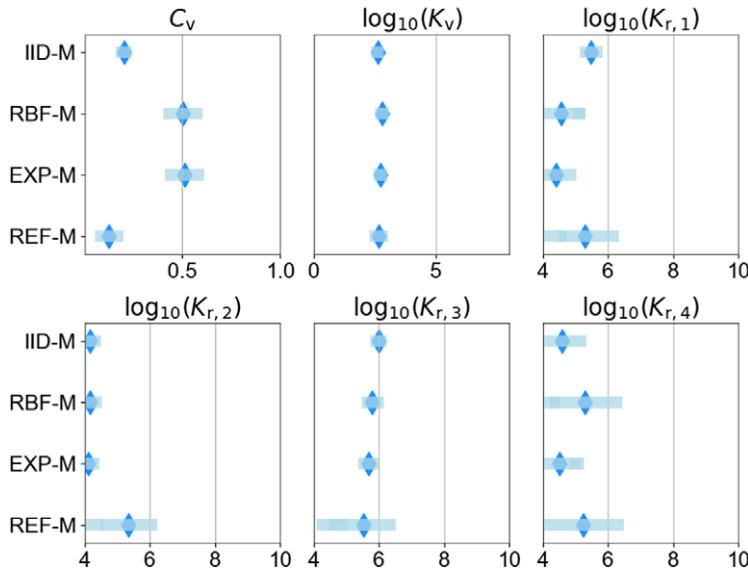 C_v log10(K_v) log10(K_r,1)
IID-M
RBF-M
EXP-M
REF-M
0.5 1.0 0 5 4 6 8 10
log10(K_r,2) log10(K_r,3) log10(K_r,4)
IID-M
RBF-M
EXP-M
REF-M
4 6 8 10 4 6 8 10 4 6 8 10